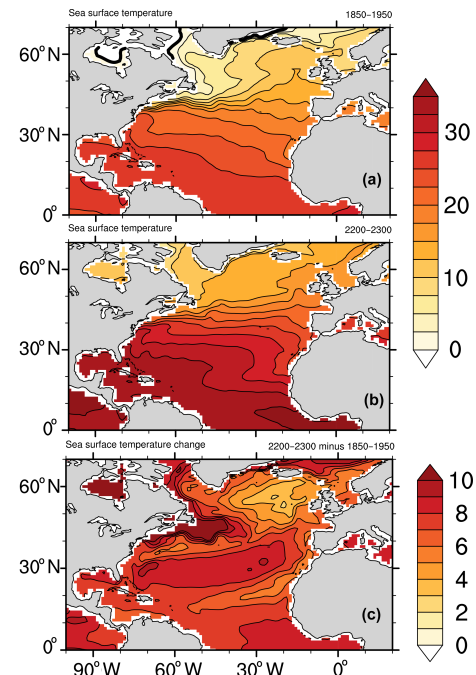 Sea surface temperature 1850−1950
60°N
30°N
0°
(a)
Sea surface temperature 2200−2300
60°N
30°N
0°
(b)
30
20
10
0
Sea surface temperature change 2200−2300 minus 1850−1950
60°N
30°N
0°
(c)
90°W 60°W 30°W 0°
10
8
6
4
2
0